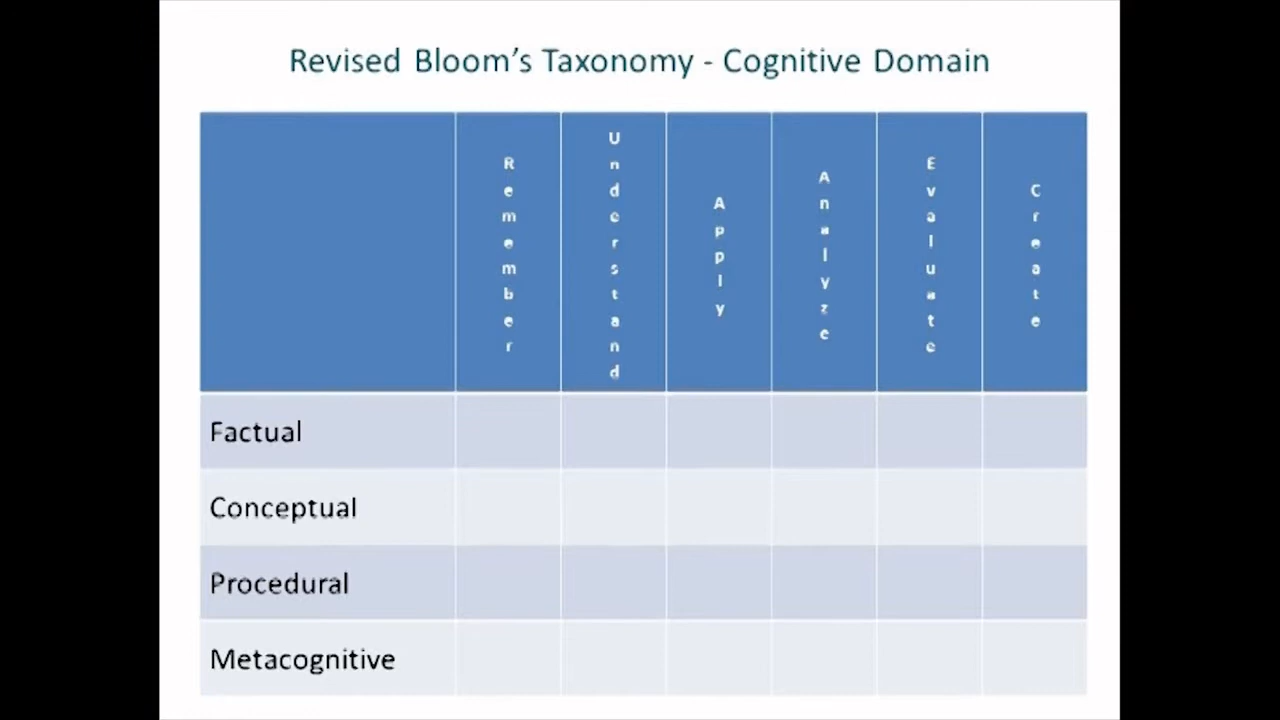 Revised Bloom's Taxonomy - Cognitive Domain
Remember
Understand
Apply
Analyze
Evaluate
Create
Factual
Conceptual
Procedural
Metacognitive